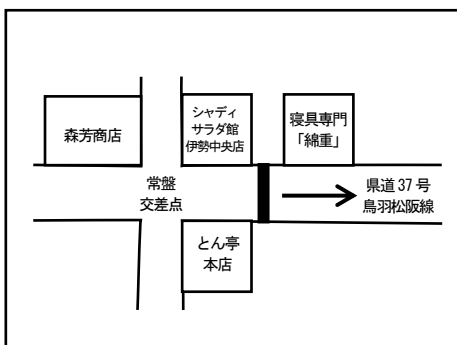 森芳商店
シャディ
サラダ館
伊勢中央店
寝具専門
「綿重」
常盤
交差点
県道37号
鳥羽松阪線
とん亭
本店